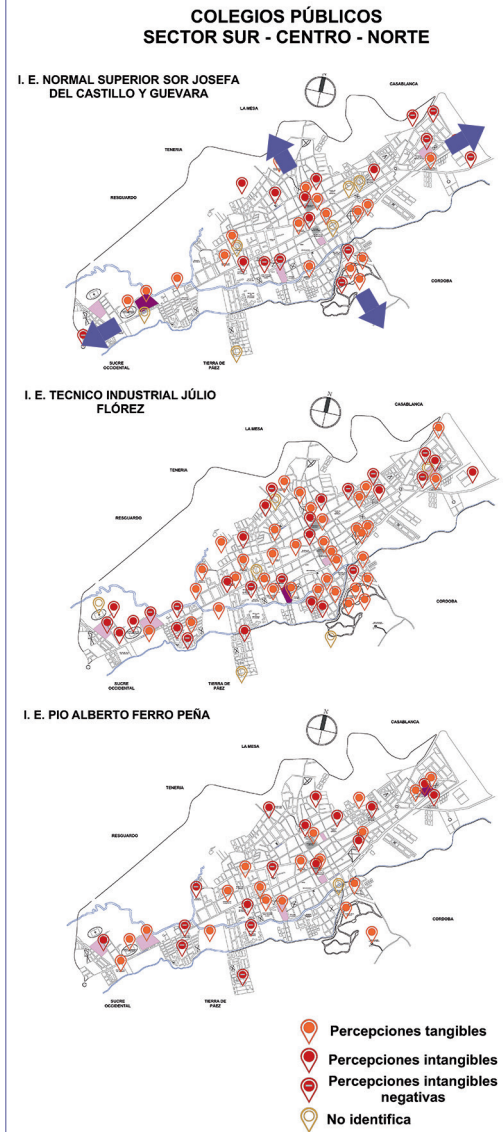 COLEGIOS PÚBLICOS
SECTOR SUR - CENTRO - NORTE
I. E. NORMAL SUPERIOR SOR JOSEFA
DEL CASTILLO Y GUEVARA
CASABLANCA
LA MESA
TENERIA
RESGUARDO
CORDOBA
SUCRE
OCCIDENTAL
TIERRA DE
PÁEZ
I. E. TECNICO INDUSTRIAL JÚLIO
FLÓREZ
N
CASABLANCA
LA MESA
TENERIA
RESGUARDO
CORDOBA
SUCRE
OCCIDENTAL
TIERRA DE
PÁEZ
I. E. PIO ALBERTO FERRO PEÑA
N
CASABLANCA
LA MESA
TENERIA
RESGUARDO
CORDOBA
SUCRE
OCCIDENTAL
TIERRA DE
PÁEZ
Percepciones tangibles
Percepciones intangibles
Percepciones intangibles
negativas
No identifica